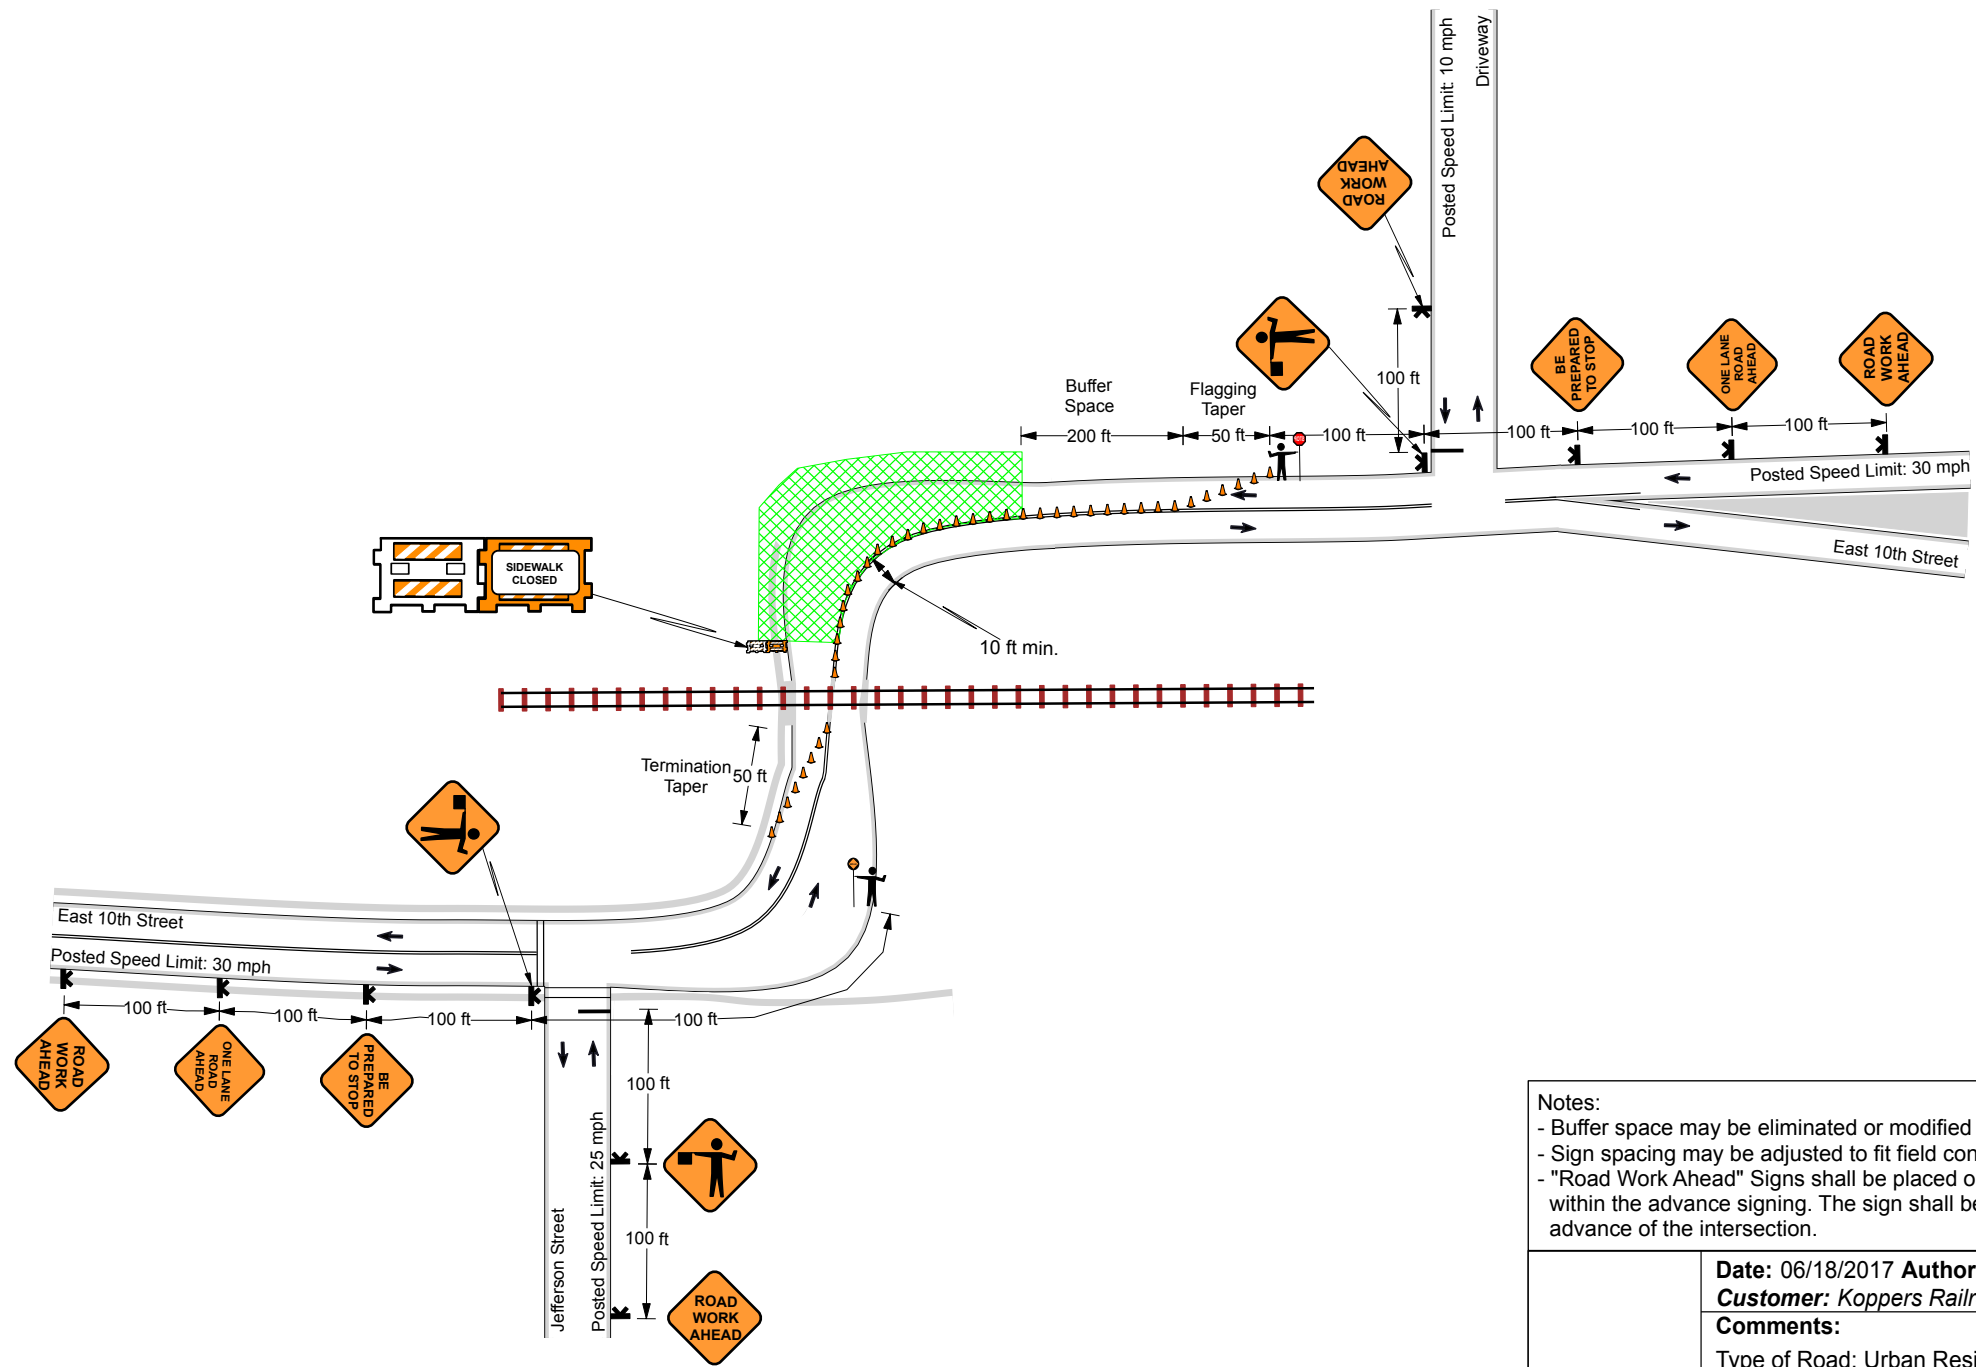 Posted Speed Limit: 10 mph
Driveway
ROAD
WORK
AHEAD
100 ft
Buffer
Space
Flagging
Taper
200 ft
50 ft
100 ft
100 ft
100 ft
100 ft
BE
PREPARED
TO STOP
ONE LANE
ROAD
AHEAD
ROAD
WORK
AHEAD
Posted Speed Limit: 30 mph
East 10th Street
SIDEWALK
CLOSED
10 ft min.
Termination
Taper
50 ft
East 10th Street
Posted Speed Limit: 30 mph
100 ft
100 ft
100 ft
100 ft
ROAD
WORK
AHEAD
ONE LANE
ROAD
AHEAD
BE
PREPARED
TO STOP
100 ft
100 ft
Jefferson Street
Posted Speed Limit: 25 mph
ROAD
WORK
AHEAD
Notes:
- Buffer space may be eliminated or modified
- Sign spacing may be adjusted to fit field con
- "Road Work Ahead" Signs shall be placed o
within the advance signing. The sign shall be
advance of the intersection.
Date: 06/18/2017 Author
Customer: Koppers Railr
Comments:
Type of Road: Urban Resi